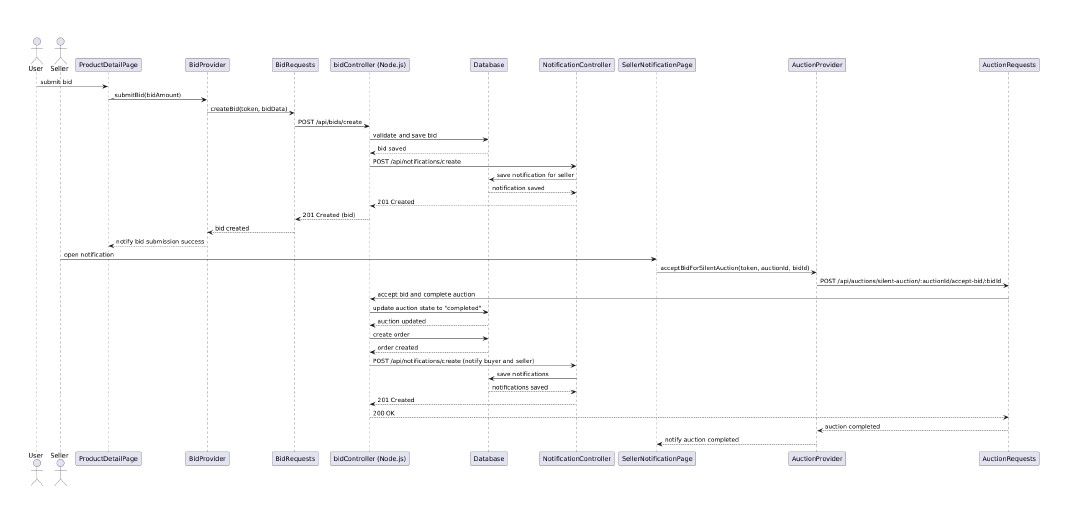 User Seller ProductDetailPage BidProvider BidRequests bidController (Node.js) Database NotificationController SellerNotificationPage AuctionProvider AuctionRequests
submit bid
_submitBid(bidAmount)
createBid(token, bidData)
POST /api/bids/create
validate and save bid
bid saved
POST /api/notifications/create
save notification for seller
notification saved
201 Created
201 Created (bid)
bid created
notify bid submission success
open notification
acceptBidForSilentAuction(token, auctionId, bidId)
POST /api/auctions/silent-auction/:auctionId/accept-bid/:bidId
accept bid and complete auction
update auction state to "completed"
auction updated
create order
order created
POST /api/notifications/create (notify buyer and seller)
save notifications
notifications saved
201 Created
200 OK
auction completed
notify auction completed
User Seller ProductDetailPage BidProvider BidRequests bidController (Node.js) Database NotificationController SellerNotificationPage AuctionProvider AuctionRequests